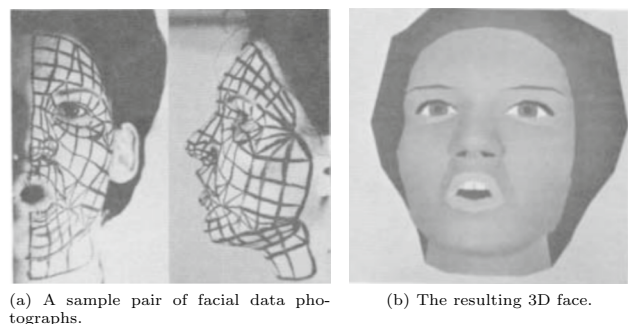 (a) A sample pair of facial data pho-
tographs.
(b) The resulting 3D face.